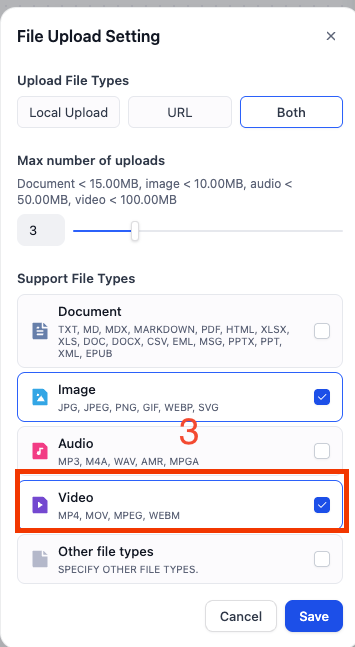 File Upload Setting
Upload File Types
Local Upload
URL
Both
Max number of uploads
Document < 15.00MB, image < 10.00MB, audio <
50.00MB, video < 100.00MB
3
Support File Types
Document
TXT, MD, MDX, MARKDOWN, PDF, HTML, XLSX,
XLS, DOC, DOCX, CSV, EML, MSG, PPTX, PPT,
XML, EPUB
Image
JPG, JPEG, PNG, GIF, WEBP, SVG
3
Audio
MP3, M4A, WAV, AMR, MPGA
Video
MP4, MOV, MPEG, WEBM
Other file types
SPECIFY OTHER FILE TYPES.
Cancel
Save